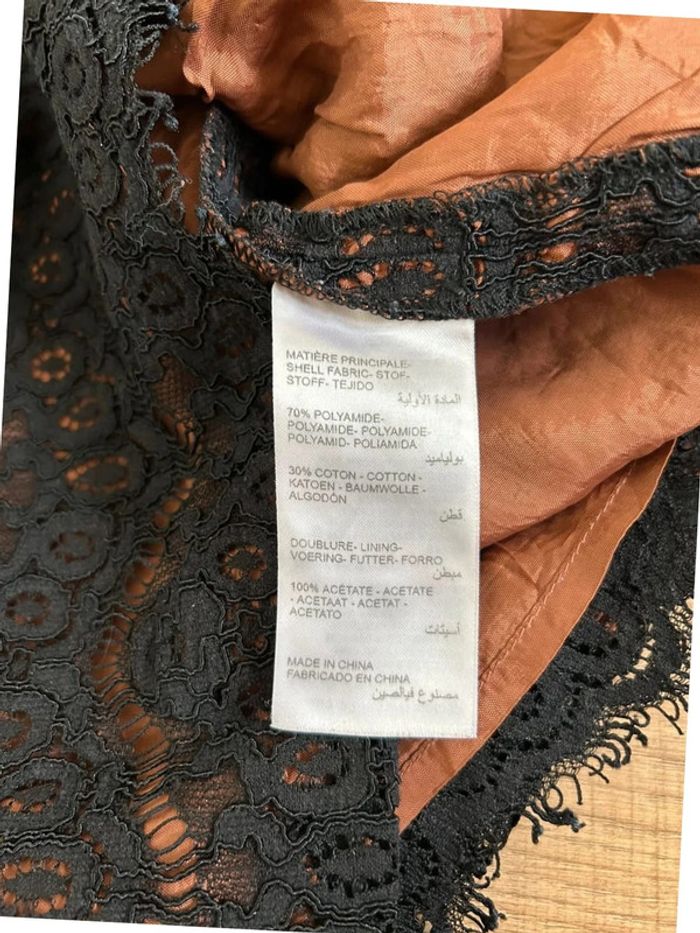 MATIÈRE PRINCIPALE-
SHELL FABRIC- STOF-
STOFF- TEJIDO
المادة الأولية
70% POLYAMIDE-
POLYAMIDE- POLYAMIDE-
POLYAMID- POLIAMIDA
بولياميد
30% COTON - COTTON -
KATOEN - BAUMWOLLE -
ALGODÓN
قطن
DOUBLURE- LINING-
VOERING- FUTTER- FORRO
مبطن
100% ACÉTATE - ACETATE
- ACETAAT - ACETAT -
ACETATO
أسيتات
MADE IN CHINA
FABRICADO EN CHINA
مصنوع فيالصين